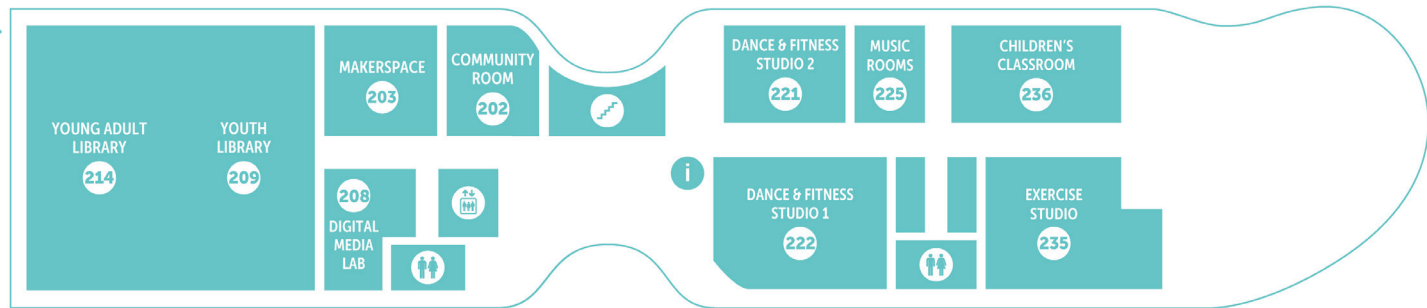 YOUNG ADULT
LIBRARY
214
YOUTH
LIBRARY
209
MAKERSPACE
203
COMMUNITY
ROOM
202
208
DIGITAL
MEDIA
LAB
i
DANCE & FITNESS
STUDIO 2
221
MUSIC
ROOMS
225
CHILDREN'S
CLASSROOM
236
DANCE & FITNESS
STUDIO 1
222
EXERCISE
STUDIO
235